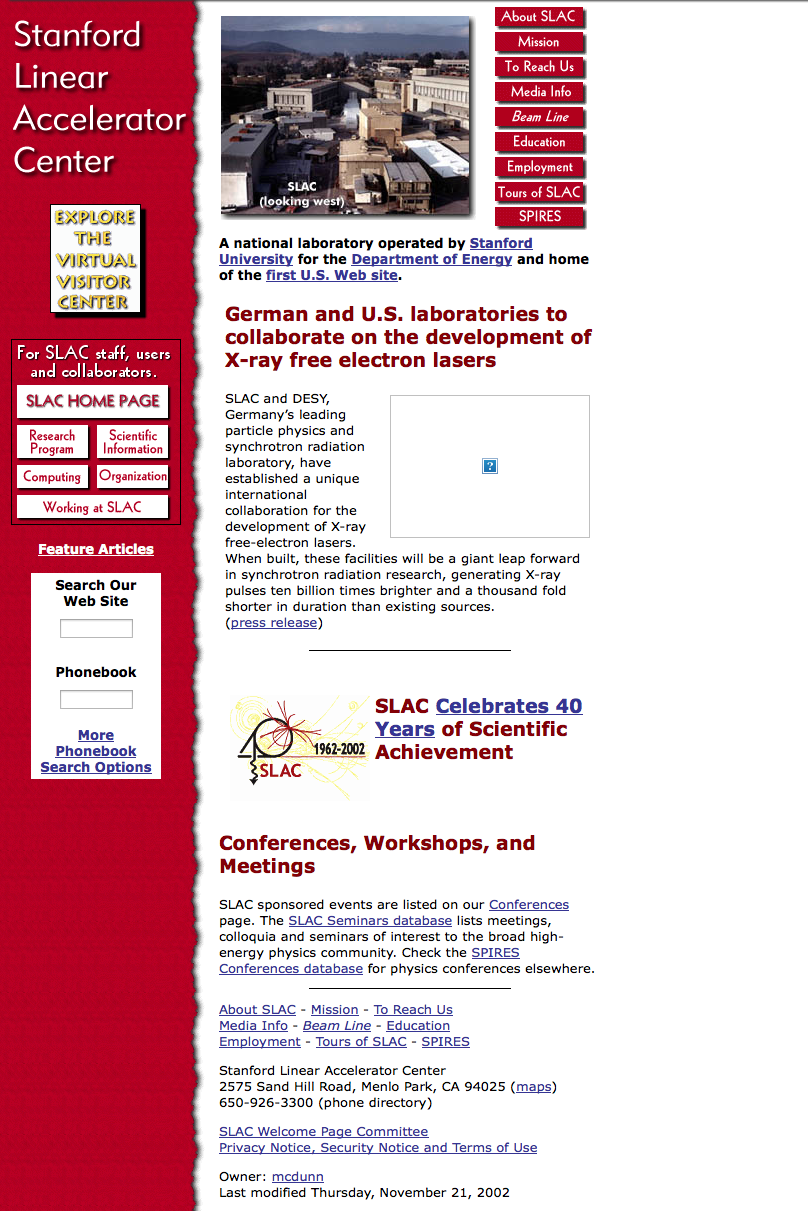 Stanford
Linear
Accelerator
Center
EXPLORE
THE
VIRTUAL
VISITOR
CENTER
For SLAC staff, users
and collaborators.
SLAC HOME PAGE
Research
Program
Scientific
Information
Computing
Organization
Working at SLAC
Feature Articles
Search Our
Web Site
Phonebook
More
Phonebook
Search Options
SLAC
(looking west)
About SLAC
Mission
To Reach Us
Media Info
Beam Line
Education
Employment
Tours of SLAC
SPIRES
A national laboratory operated by Stanford
University for the Department of Energy and home
of the first U.S. Web site.
German and U.S. laboratories to
collaborate on the development of
X-ray free electron lasers
SLAC and DESY,
Germany’s leading
particle physics and
synchrotron radiation
laboratory, have
established a unique
international
collaboration for the
development of X-ray
free-electron lasers.
When built, these facilities will be a giant leap forward
in synchrotron radiation research, generating X-ray
pulses ten billion times brighter and a thousand fold
shorter in duration than existing sources.
(press release)
40
1962-2002
SLAC
SLAC Celebrates 40
Years of Scientific
Achievement
Conferences, Workshops, and
Meetings
SLAC sponsored events are listed on our Conferences
page. The SLAC Seminars database lists meetings,
colloquia and seminars of interest to the broad high-
energy physics community. Check the SPIRES
Conferences database for physics conferences elsewhere.
About SLAC - Mission - To Reach Us
Media Info - Beam Line - Education
Employment - Tours of SLAC - SPIRES
Stanford Linear Accelerator Center
2575 Sand Hill Road, Menlo Park, CA 94025 (maps)
650-926-3300 (phone directory)
SLAC Welcome Page Committee
Privacy Notice, Security Notice and Terms of Use
Owner: mcdunn
Last modified Thursday, November 21, 2002